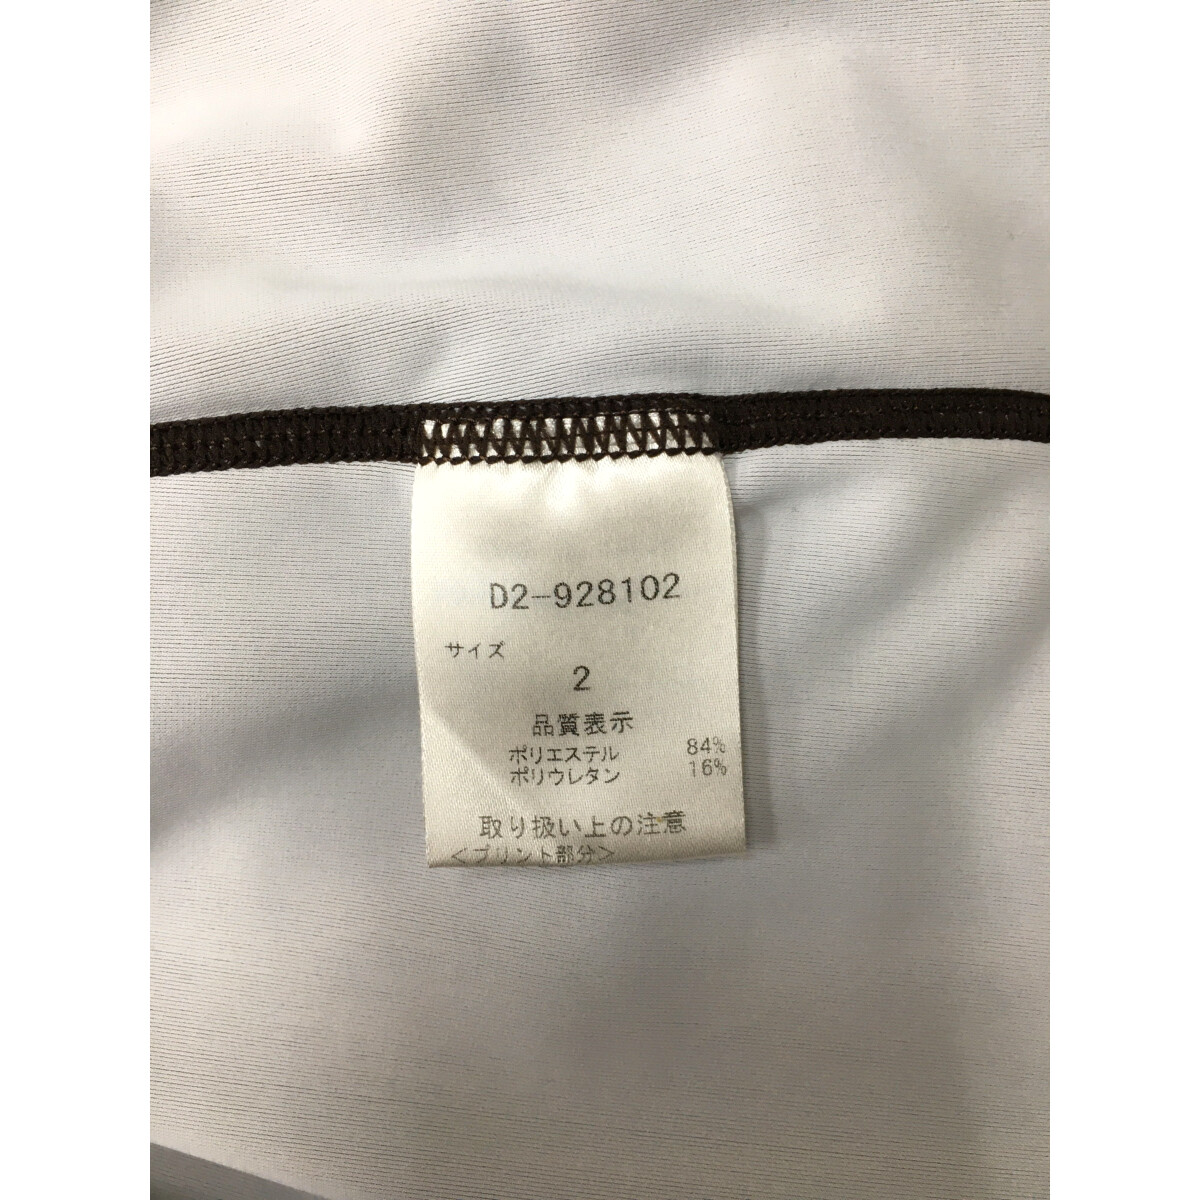 D2-928102
サイズ
2
品質表示
ポリエステル 84%
ポリウレタン 16%
取り扱い上の注意
<プリント部分>